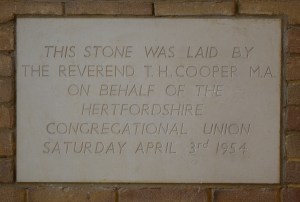 THIS STONE WAS LAID BY
THE REVEREND T.H. COOPER M.A.
ON BEHALF OF THE
HERTFORDSHIRE
CONGREGATIONAL UNION
SATURDAY APRIL 3rd 1954